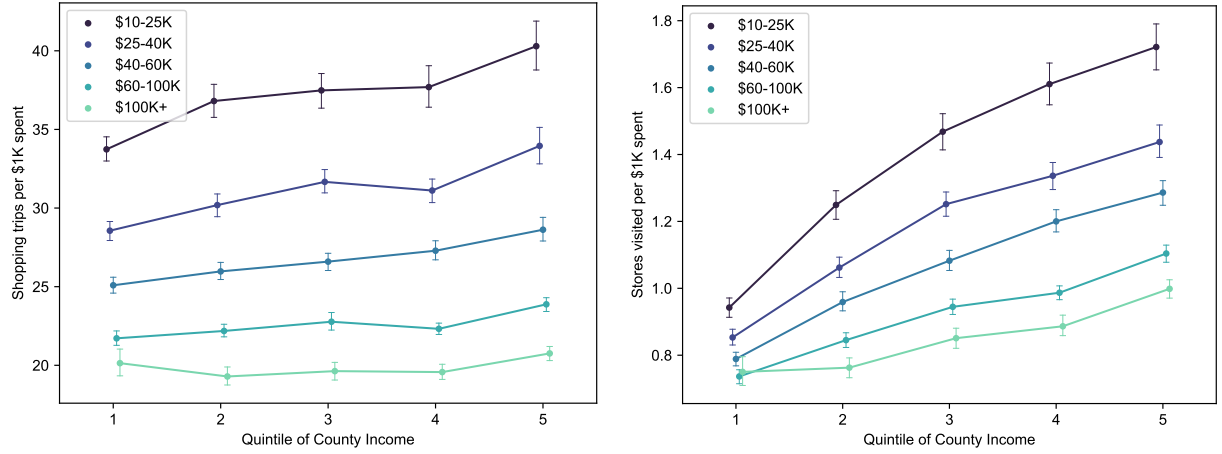 $10-25K
$25-40K
$40-60K
$60-100K
$100K+
40
35
30
25
20
Shopping trips per $1K spent
1 2 3 4 5
Quintile of County Income
$10-25K
$25-40K
$40-60K
$60-100K
$100K+
1.8
1.6
1.4
1.2
1.0
0.8
Stores visited per $1K spent
1 2 3 4 5
Quintile of County Income